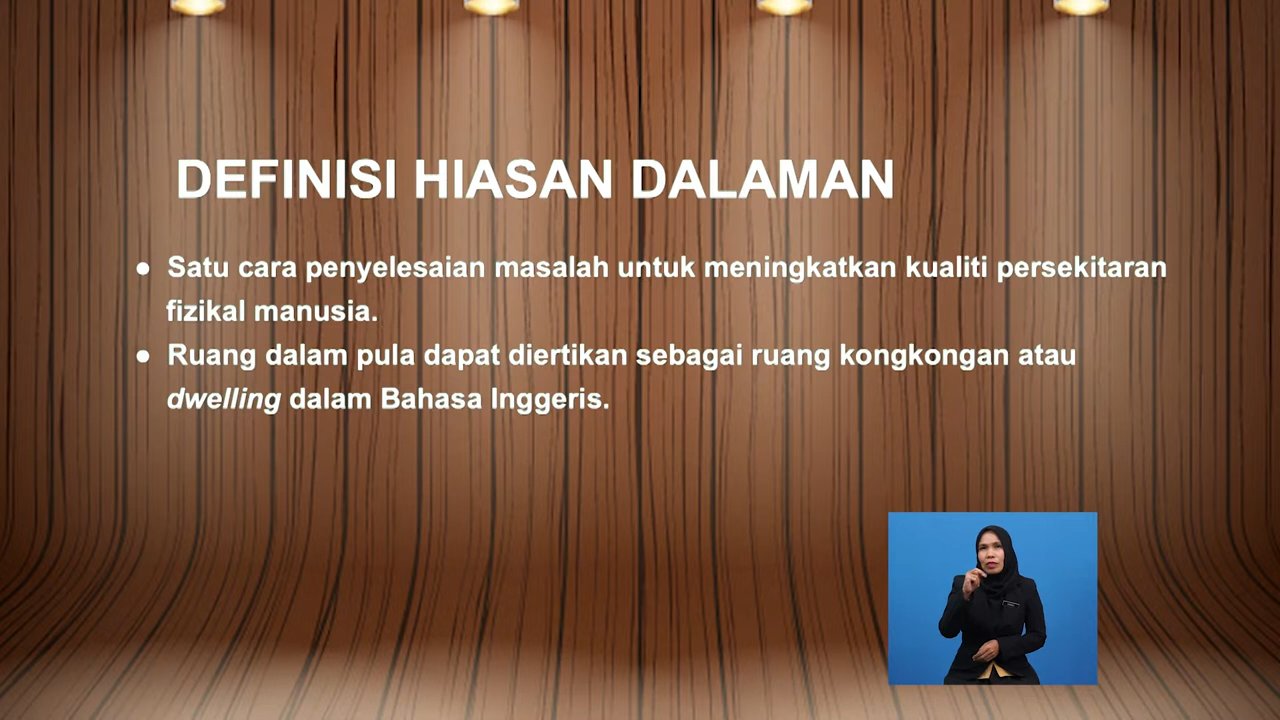 DEFINISI HIASAN DALAMAN
● Satu cara penyelesaian masalah untuk meningkatkan kualiti persekitaran
fizikal manusia.
● Ruang dalam pula dapat diertikan sebagai ruang kongkongan atau
dwelling dalam Bahasa Inggeris.